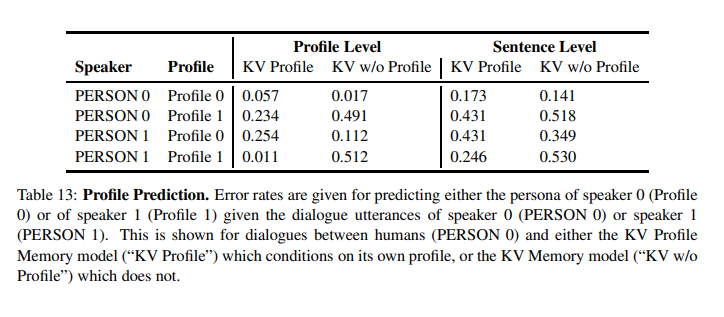 Profile Level Sentence Level
Speaker Profile KV Profile KV w/o Profile KV Profile KV w/o Profile
PERSON 0 Profile 0 0.057 0.017 0.173 0.141
PERSON 0 Profile 1 0.234 0.491 0.431 0.518
PERSON 1 Profile 0 0.254 0.112 0.431 0.349
PERSON 1 Profile 1 0.011 0.512 0.246 0.530
Table 13: Profile Prediction. Error rates are given for predicting either the persona of speaker 0 (Profile
0) or of speaker 1 (Profile 1) given the dialogue utterances of speaker 0 (PERSON 0) or speaker 1
(PERSON 1). This is shown for dialogues between humans (PERSON 0) and either the KV Profile
Memory model (“KV Profile”) which conditions on its own profile, or the KV Memory model (“KV w/o
Profile”) which does not.